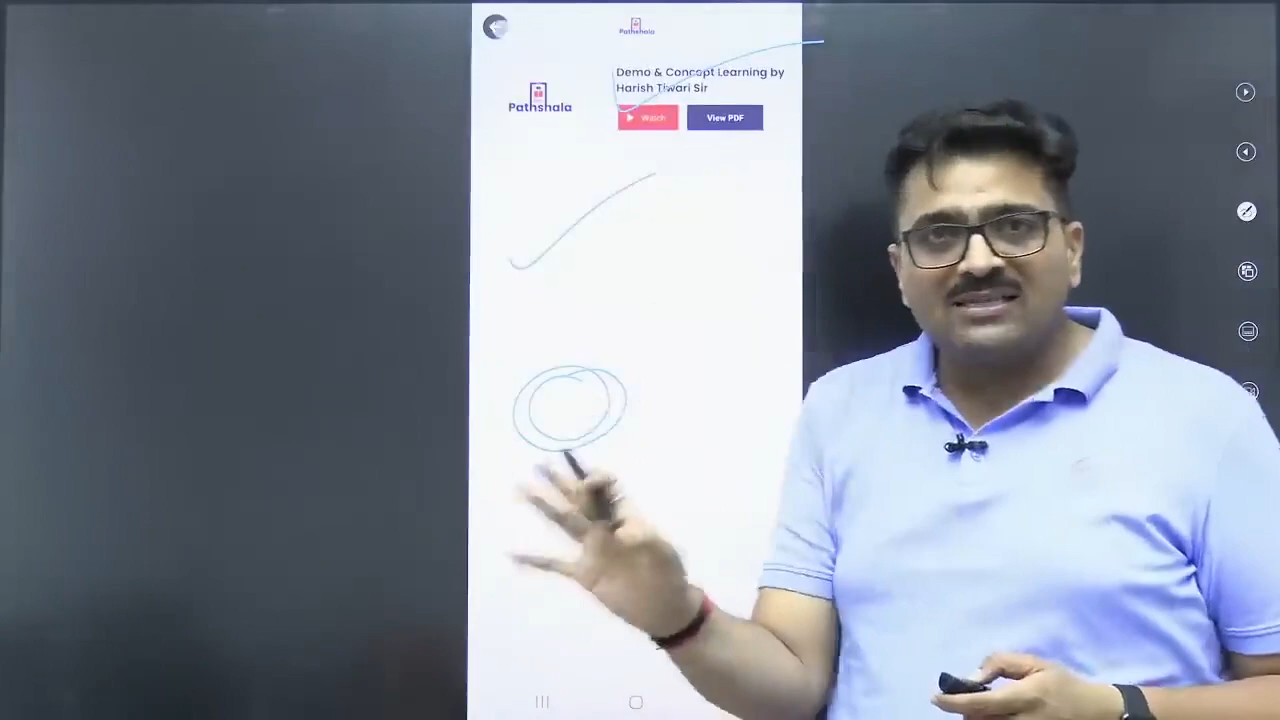 Pathshala
Demo & Concept Learning by
Harish Tiwari Sir
Pathshala
Watch
View PDF